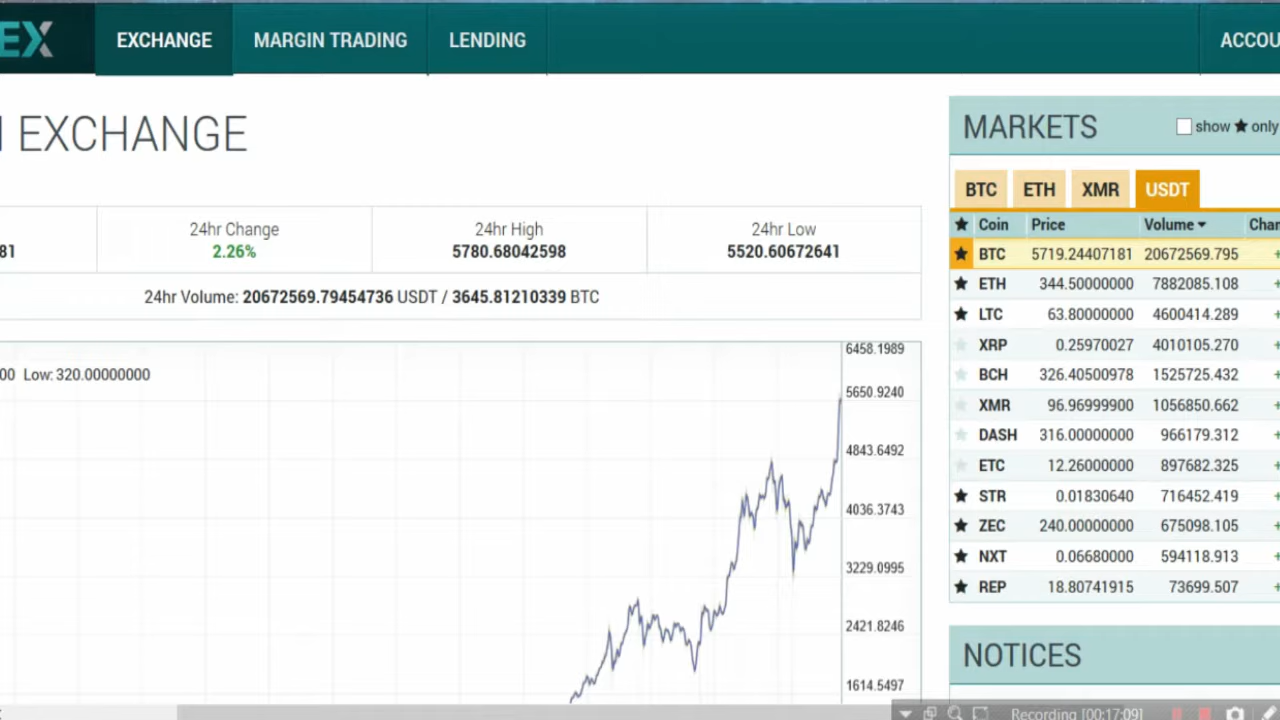 EX EXCHANGE MARGIN TRADING LENDING ACCOU
EXCHANGE
24hr Change 24hr High 24hr Low
81 2.26% 5780.68042598 5520.60672641
24hr Volume: 20672569.79454736 USDT / 3645.81210339 BTC
00 Low: 320.00000000
6458.1989
5650.9240
4843.6492
4036.3743
3229.0995
2421.8246
1614.5497
MARKETS show ★ only
BTC ETH XMR USDT
★ Coin Price Volume Chan
★ BTC 5719.24407181 20672569.795 +
★ ETH 344.50000000 7882085.108 +
★ LTC 63.80000000 4600414.289 +
★ XRP 0.25970027 4010105.270 +
★ BCH 326.40500978 1525725.432 +
★ XMR 96.96999900 1056850.662 +
★ DASH 316.00000000 966179.312 +
★ ETC 12.26000000 897682.325 +
★ STR 0.01830640 716452.419 +
★ ZEC 240.00000000 675098.105 +
★ NXT 0.06680000 594118.913 +
★ REP 18.80741915 73699.507 +
NOTICES
Recording [00:17:09]